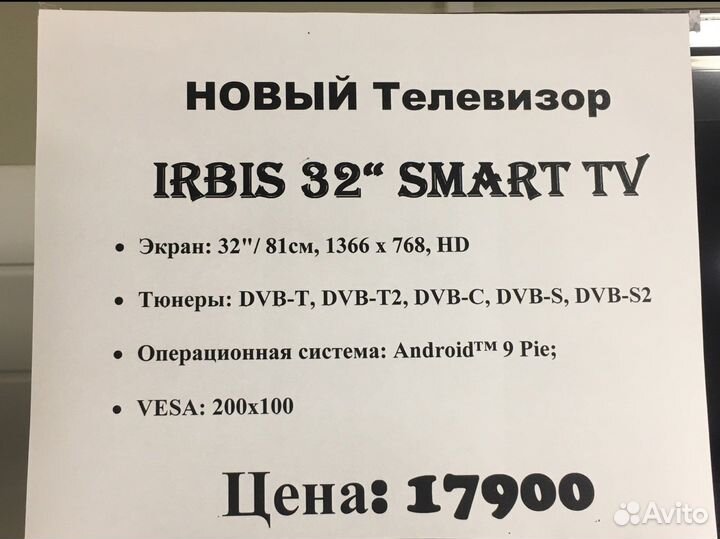 НОВЫЙ Телевизор
IRBIS 32“ SMART TV
• Экран: 32"/ 81см, 1366 x 768, HD
• Тюнеры: DVB-T, DVB-T2, DVB-C, DVB-S, DVB-S2
• Операционная система: Android™ 9 Pie;
• VESA: 200x100
Цена: 17900
Avito